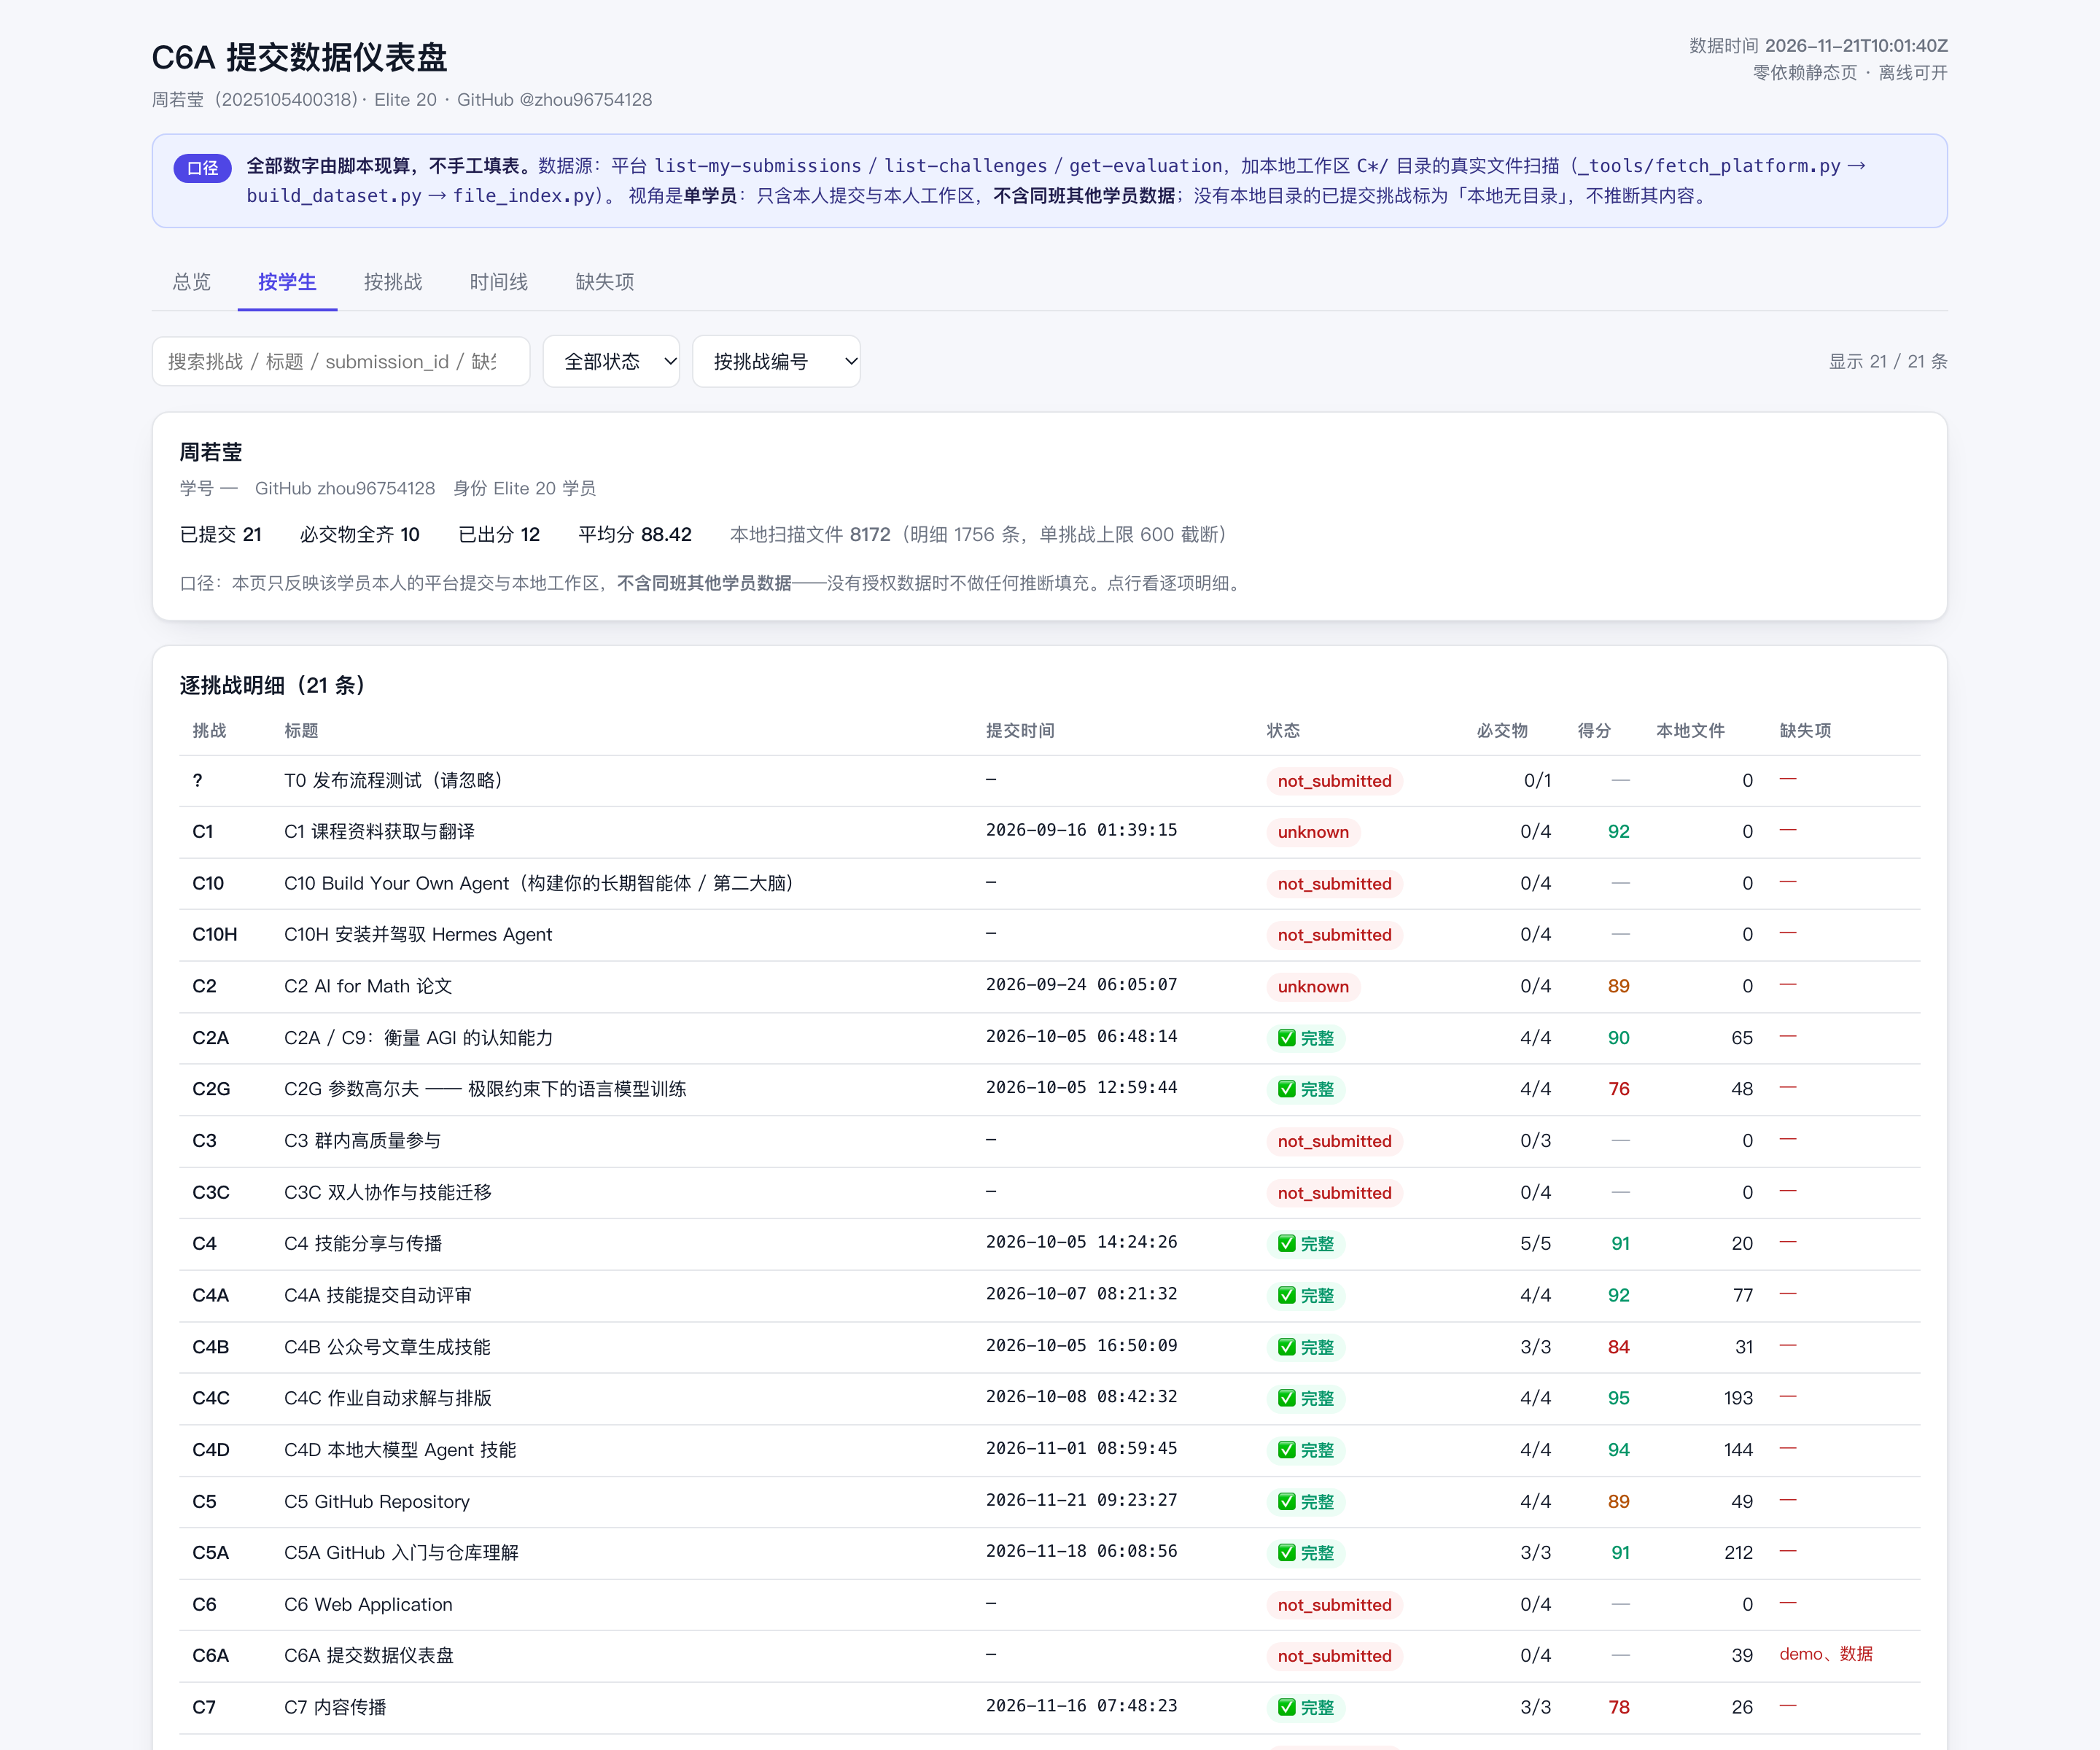 C6A 提交数据仪表盘
数据时间 2026-11-21T10:01:40Z
零依赖静态页 · 离线可开
周若莹（2025105400318）· Elite 20 · GitHub @zhou96754128
口径 全部数字由脚本现算，不手工填表。数据源：平台 list-my-submissions / list-challenges / get-evaluation，加本地工作区 C*/ 目录的真实文件扫描（_tools/fetch_platform.py →
build_dataset.py → file_index.py）。 视角是单学员：只含本人提交与本人工作区，不含同班其他学员数据；没有本地目录的已提交挑战标为「本地无目录」，不推断其内容。
总览 按学生 按挑战 时间线 缺失项
搜索挑战 / 标题 / submission_id / 缺 全部状态 按挑战编号 显示 21 / 21 条
周若莹
学号 — GitHub zhou96754128 身份 Elite 20 学员
已提交 21 必交物全齐 10 已出分 12 平均分 88.42 本地扫描文件 8172（明细 1756 条，单挑战上限 600 截断）
口径：本页只反映该学员本人的平台提交与本地工作区，不含同班其他学员数据——没有授权数据时不做任何推断填充。点行看逐项明细。
逐挑战明细（21 条）
挑战 标题 提交时间 状态 必交物 得分 本地文件 缺失项
? T0 发布流程测试（请忽略） – not_submitted 0/1 — 0 —
C1 C1 课程资料获取与翻译 2026-09-16 01:39:15 unknown 0/4 92 0 —
C10 C10 Build Your Own Agent（构建你的长期智能体 / 第二大脑） – not_submitted 0/4 — 0 —
C10H C10H 安装并驾驭 Hermes Agent – not_submitted 0/4 — 0 —
C2 C2 AI for Math 论文 2026-09-24 06:05:07 unknown 0/4 89 0 —
C2A C2A / C9：衡量 AGI 的认知能力 2026-10-05 06:48:14 ✅ 完整 4/4 90 65 —
C2G C2G 参数高尔夫 —— 极限约束下的语言模型训练 2026-10-05 12:59:44 ✅ 完整 4/4 76 48 —
C3 C3 群内高质量参与 – not_submitted 0/3 — 0 —
C3C C3C 双人协作与技能迁移 – not_submitted 0/4 — 0 —
C4 C4 技能分享与传播 2026-10-05 14:24:26 ✅ 完整 5/5 91 20 —
C4A C4A 技能提交自动评审 2026-10-07 08:21:32 ✅ 完整 4/4 92 77 —
C4B C4B 公众号文章生成技能 2026-10-05 16:50:09 ✅ 完整 3/3 84 31 —
C4C C4C 作业自动求解与排版 2026-10-08 08:42:32 ✅ 完整 4/4 95 193 —
C4D C4D 本地大模型 Agent 技能 2026-11-01 08:59:45 ✅ 完整 4/4 94 144 —
C5 C5 GitHub Repository 2026-11-21 09:23:27 ✅ 完整 4/4 89 49 —
C5A C5A GitHub 入门与仓库理解 2026-11-18 06:08:56 ✅ 完整 3/3 91 212 —
C6 C6 Web Application – not_submitted 0/4 — 0 —
C6A C6A 提交数据仪表盘 – not_submitted 0/4 — 39 demo、数据
C7 C7 内容传播 2026-11-16 07:48:23 ✅ 完整 3/3 78 26 —